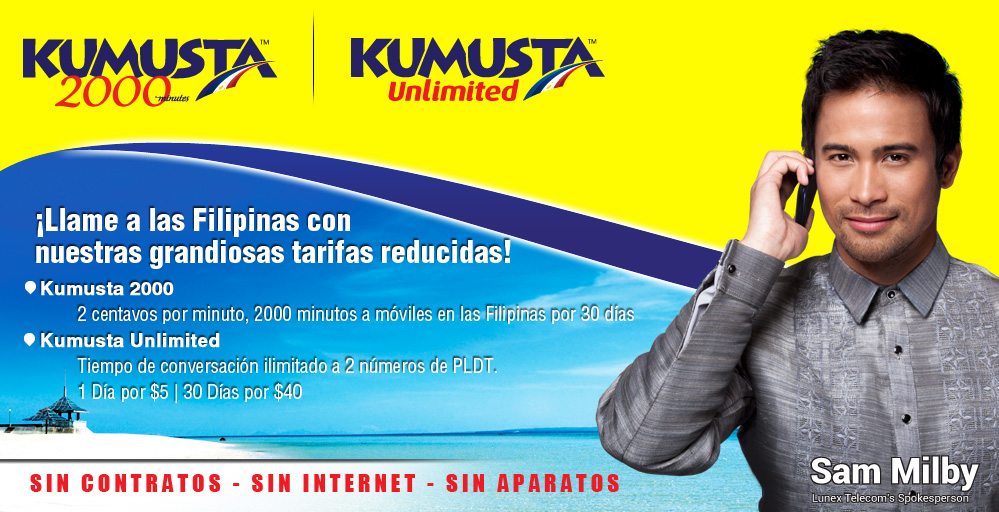 KUMUSTA™
2000 minutes
KUMUSTA™
Unlimited
¡Llame a las Filipinas con
nuestras grandiosas tarifas reducidas!
Kumusta 2000
2 centavos por minuto, 2000 minutos a móviles en las Filipinas por 30 días
Kumusta Unlimited
Tiempo de conversación ilimitado a 2 números de PLDT.
1 Día por $5 | 30 Días por $40
SIN CONTRATOS - SIN INTERNET - SIN APARATOS
Sam Milby
Lunex Telecom's Spokesperson